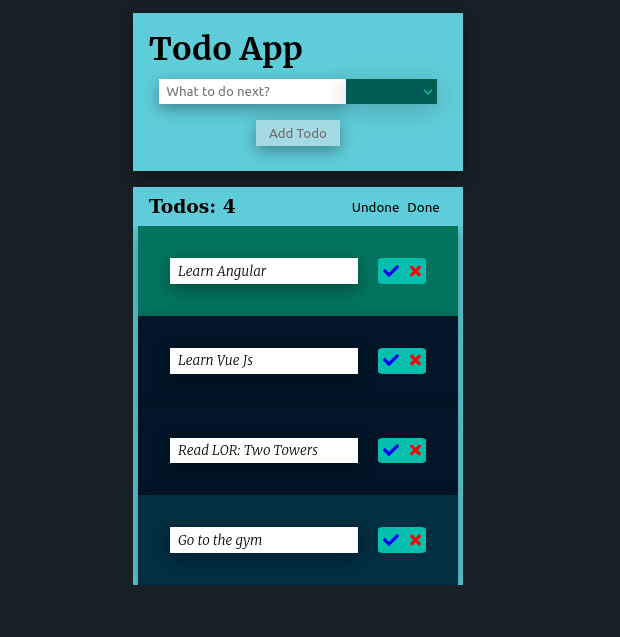 Todo App
What to do next?
Add Todo
Todos: 4 Undone Done
Learn Angular
Learn Vue Js
Read LOR: Two Towers
Go to the gym